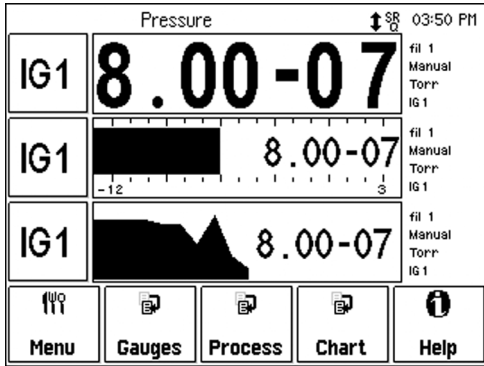 Pressure SRQ 03:50 PM
IG1 8.00-07 fil 1
Manual
Torr
IG1
IG1 8.00-07 fil 1
Manual
Torr
-12 3 IG1
IG1 8.00-07 fil 1
Manual
Torr
IG1
Menu Gauges Process Chart Help